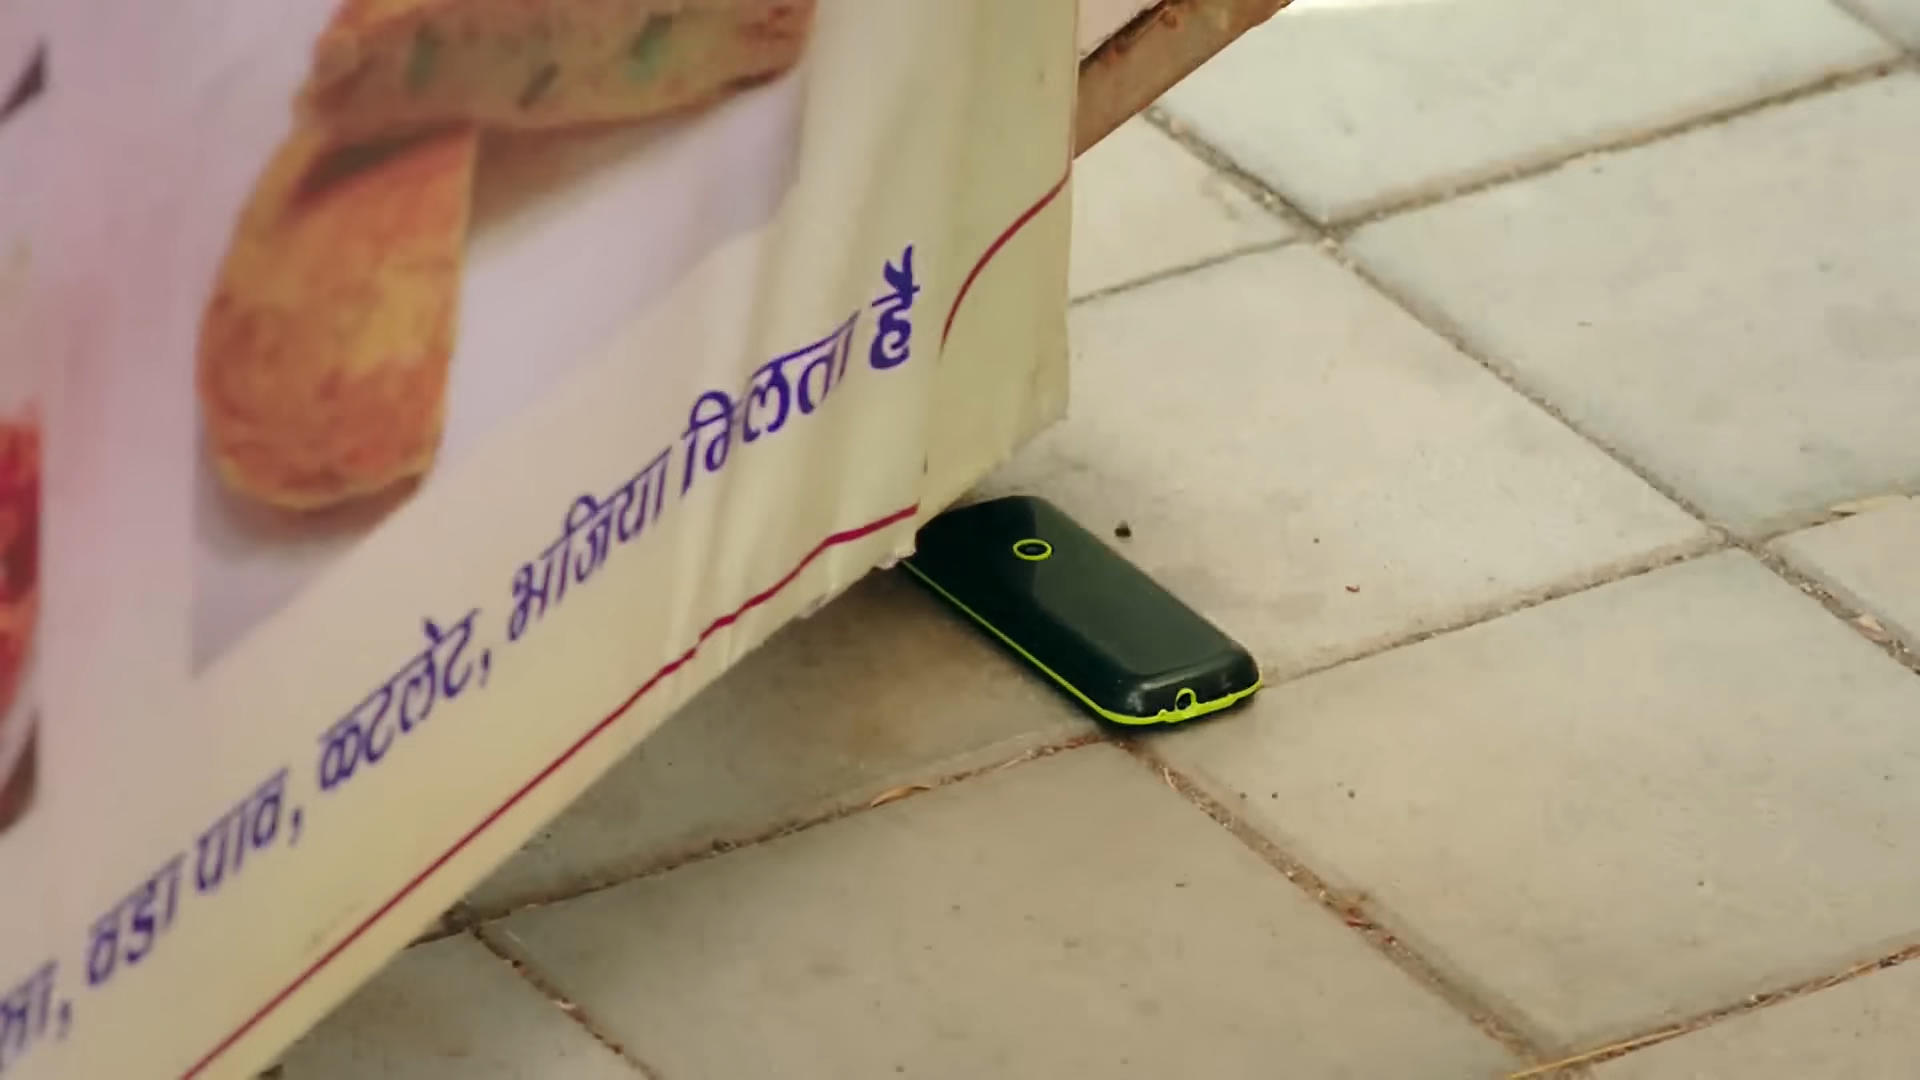 वडा पाव, कटलेट, भजिया मिलता है